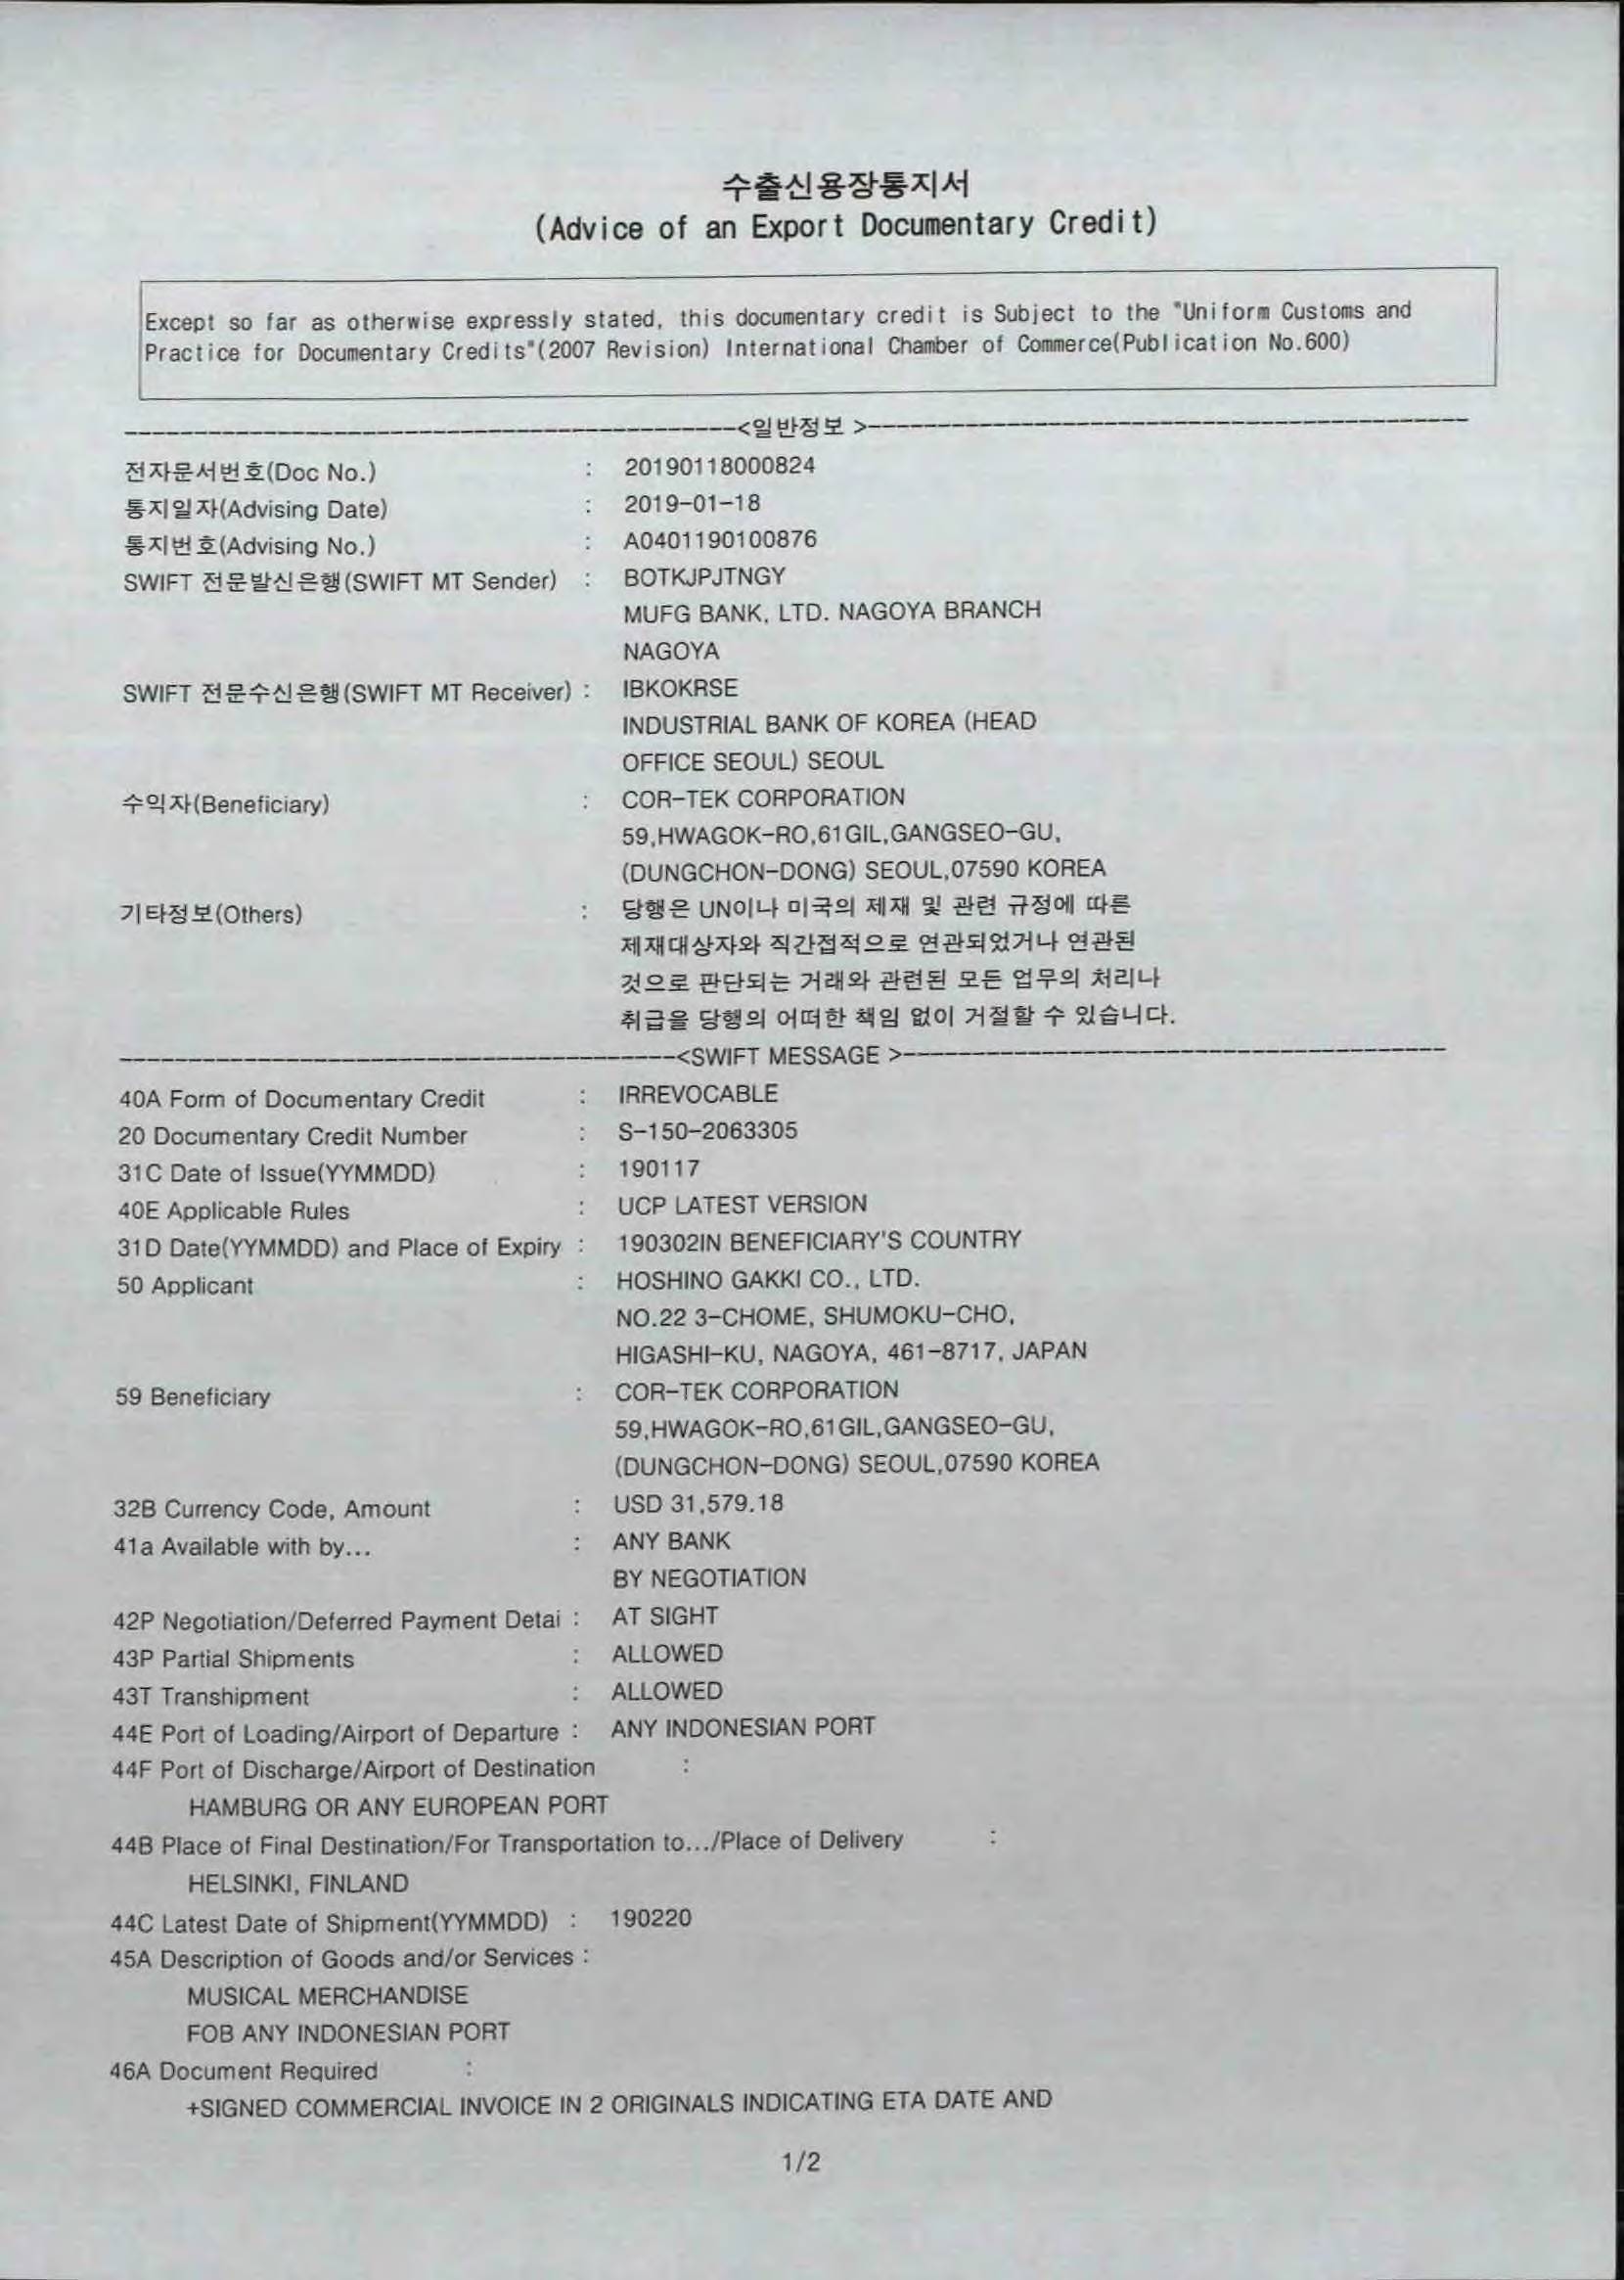 수출신용장통지서
(Advice of an Export Documentary Credit)
Except so far as otherwise expressly stated, this documentary credit is Subject to the "Uniform Customs and
Practice for Documentary Credits"(2007 Revision) International Chamber of Commerce(Publication No.600)
<일반정보 >
전자문서번호(Doc No.) : 20190118000824
통지일자(Advising Date) : 2019-01-18
통지번호(Advising No.) : A0401190100876
SWIFT 전문발신은행(SWIFT MT Sender) : BOTKJPJTNGY
MUFG BANK, LTD. NAGOYA BRANCH
NAGOYA
SWIFT 전문수신은행(SWIFT MT Receiver) : IBKOKRSE
INDUSTRIAL BANK OF KOREA (HEAD
OFFICE SEOUL) SEOUL
수익자(Beneficiary) : COR-TEK CORPORATION
59,HWAGOK-RO,61GIL,GANGSEO-GU,
(DUNGCHON-DONG) SEOUL,07590 KOREA
기타정보(Others) : 당행은 UN이나 미국의 제재 및 관련 규정에 따른
제재대상자와 직간접적으로 연관되었거나 연관된
것으로 판단되는 거래와 관련된 모든 업무의 처리나
취급을 당행의 어떠한 책임 없이 거절할 수 있습니다.
<SWIFT MESSAGE >
40A Form of Documentary Credit : IRREVOCABLE
20 Documentary Credit Number : S-150-2063305
31C Date of Issue(YYMMDD) : 190117
40E Applicable Rules : UCP LATEST VERSION
31D Date(YYMMDD) and Place of Expiry : 190302IN BENEFICIARY'S COUNTRY
50 Applicant : HOSHINO GAKKI CO., LTD.
NO.22 3-CHOME, SHUMOKU-CHO,
HIGASHI-KU, NAGOYA, 461-8717, JAPAN
59 Beneficiary : COR-TEK CORPORATION
59,HWAGOK-RO,61GIL,GANGSEO-GU,
(DUNGCHON-DONG) SEOUL,07590 KOREA
32B Currency Code, Amount : USD 31,579.18
41a Available with by... : ANY BANK
BY NEGOTIATION
42P Negotiation/Deferred Payment Detai : AT SIGHT
43P Partial Shipments : ALLOWED
43T Transhipment : ALLOWED
44E Port of Loading/Airport of Departure : ANY INDONESIAN PORT
44F Port of Discharge/Airport of Destination :
HAMBURG OR ANY EUROPEAN PORT
44B Place of Final Destination/For Transportation to.../Place of Delivery :
HELSINKI, FINLAND
44C Latest Date of Shipment(YYMMDD) : 190220
45A Description of Goods and/or Services :
MUSICAL MERCHANDISE
FOB ANY INDONESIAN PORT
46A Document Required :
+SIGNED COMMERCIAL INVOICE IN 2 ORIGINALS INDICATING ETA DATE AND
1/2